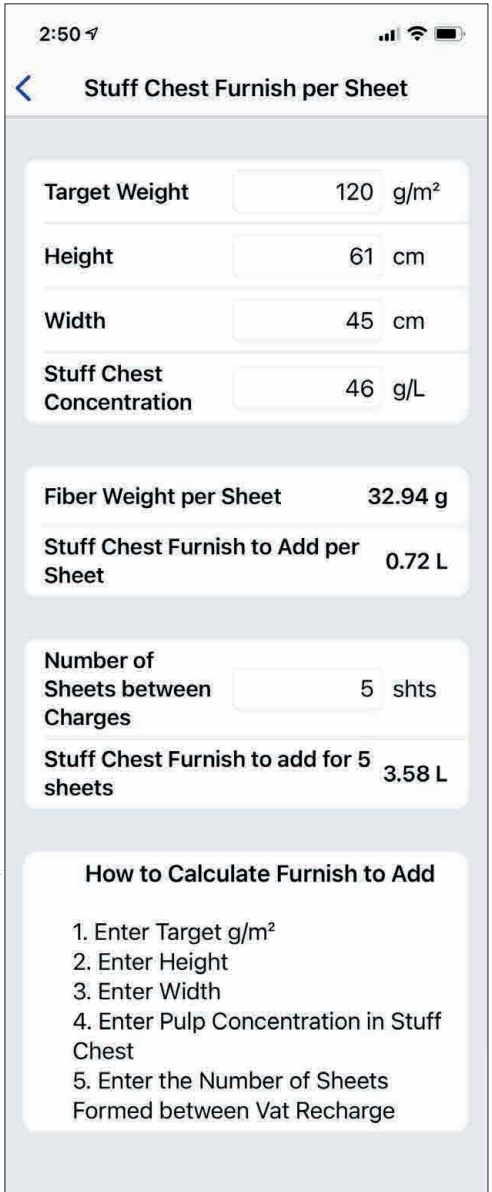 2:50
Stuff Chest Furnish per Sheet
Target Weight 120 g/m²
Height 61 cm
Width 45 cm
Stuff Chest
Concentration 46 g/L
Fiber Weight per Sheet 32.94 g
Stuff Chest Furnish to Add per
Sheet 0.72 L
Number of
Sheets between 5 shts
Charges
Stuff Chest Furnish to add for 5
sheets 3.58 L
How to Calculate Furnish to Add
1. Enter Target g/m²
2. Enter Height
3. Enter Width
4. Enter Pulp Concentration in Stuff
Chest
5. Enter the Number of Sheets
Formed between Vat Recharge